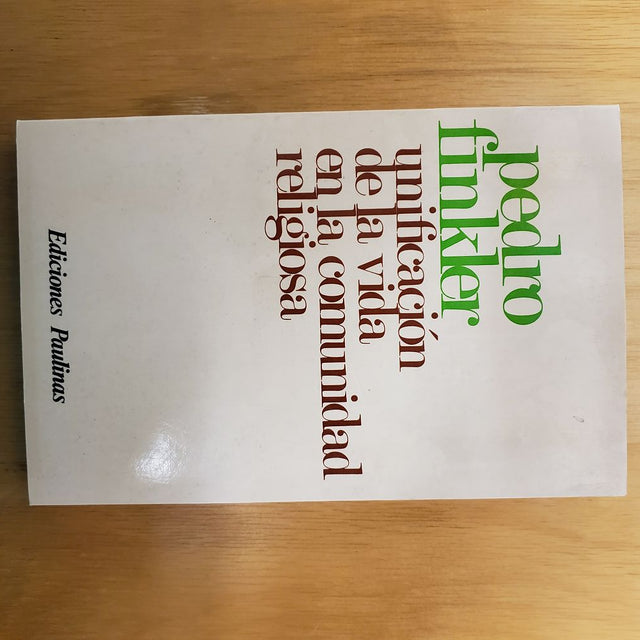 pedro
finkler
unificación
de la vida
en la comunidad
religiosa
Ediciones Paulinas